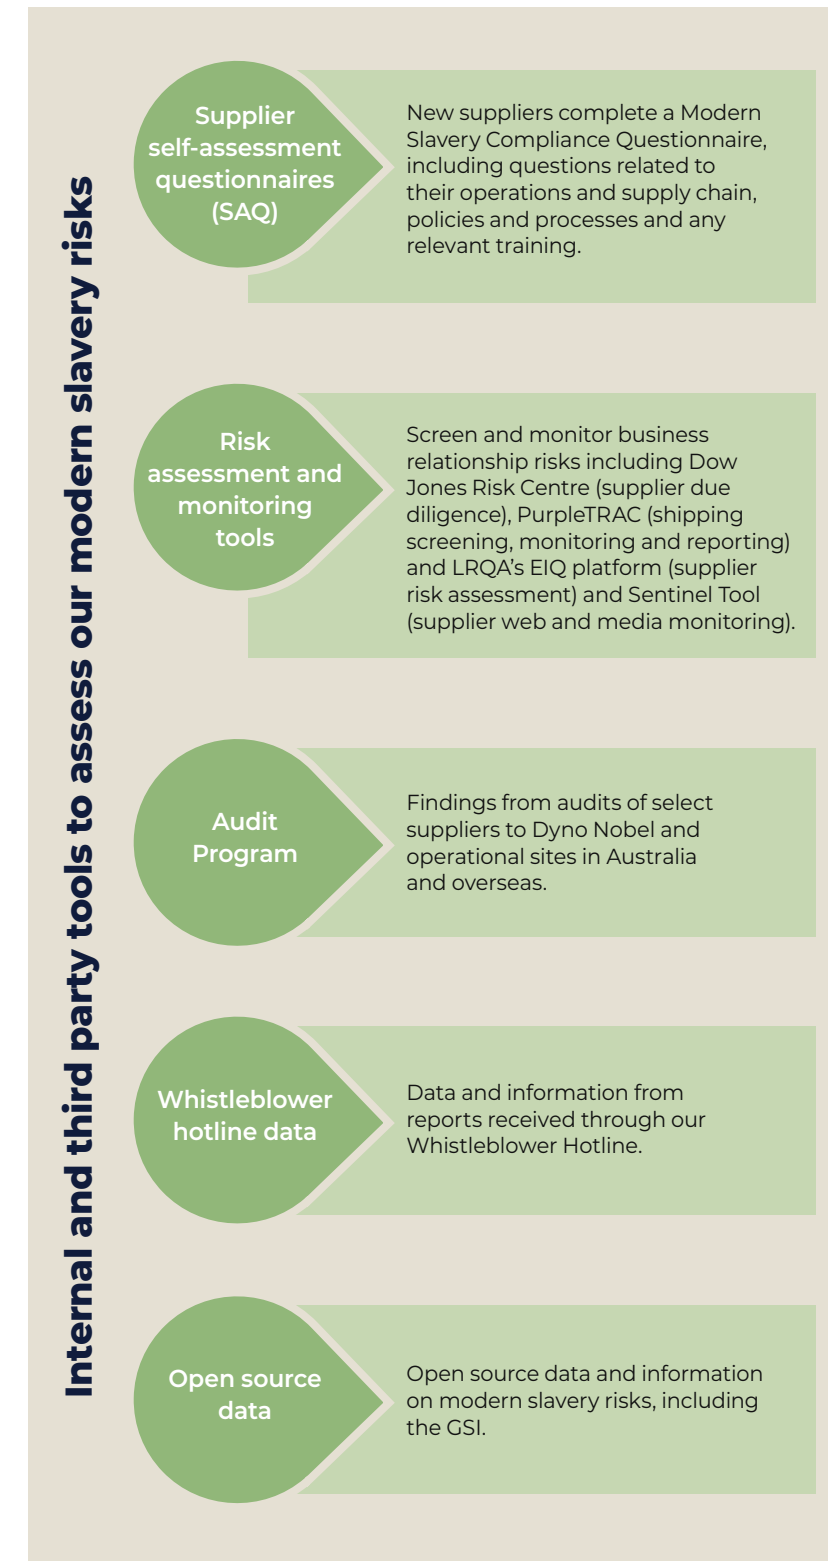 Internal and third party tools to assess our modern slavery risks
Supplier
self-assessment
questionnaires
(SAQ)
New suppliers complete a Modern
Slavery Compliance Questionnaire,
including questions related to
their operations and supply chain,
policies and processes and any
relevant training.
Risk
assessment and
monitoring
tools
Screen and monitor business
relationship risks including Dow
Jones Risk Centre (supplier due
diligence), PurpleTRAC (shipping
screening, monitoring and reporting)
and LRQA’s EIQ platform (supplier
risk assessment) and Sentinel Tool
(supplier web and media monitoring).
Audit
Program
Findings from audits of select
suppliers to Dyno Nobel and
operational sites in Australia
and overseas.
Whistleblower
hotline data
Data and information from
reports received through our
Whistleblower Hotline.
Open source
data
Open source data and information
on modern slavery risks, including
the GSI.